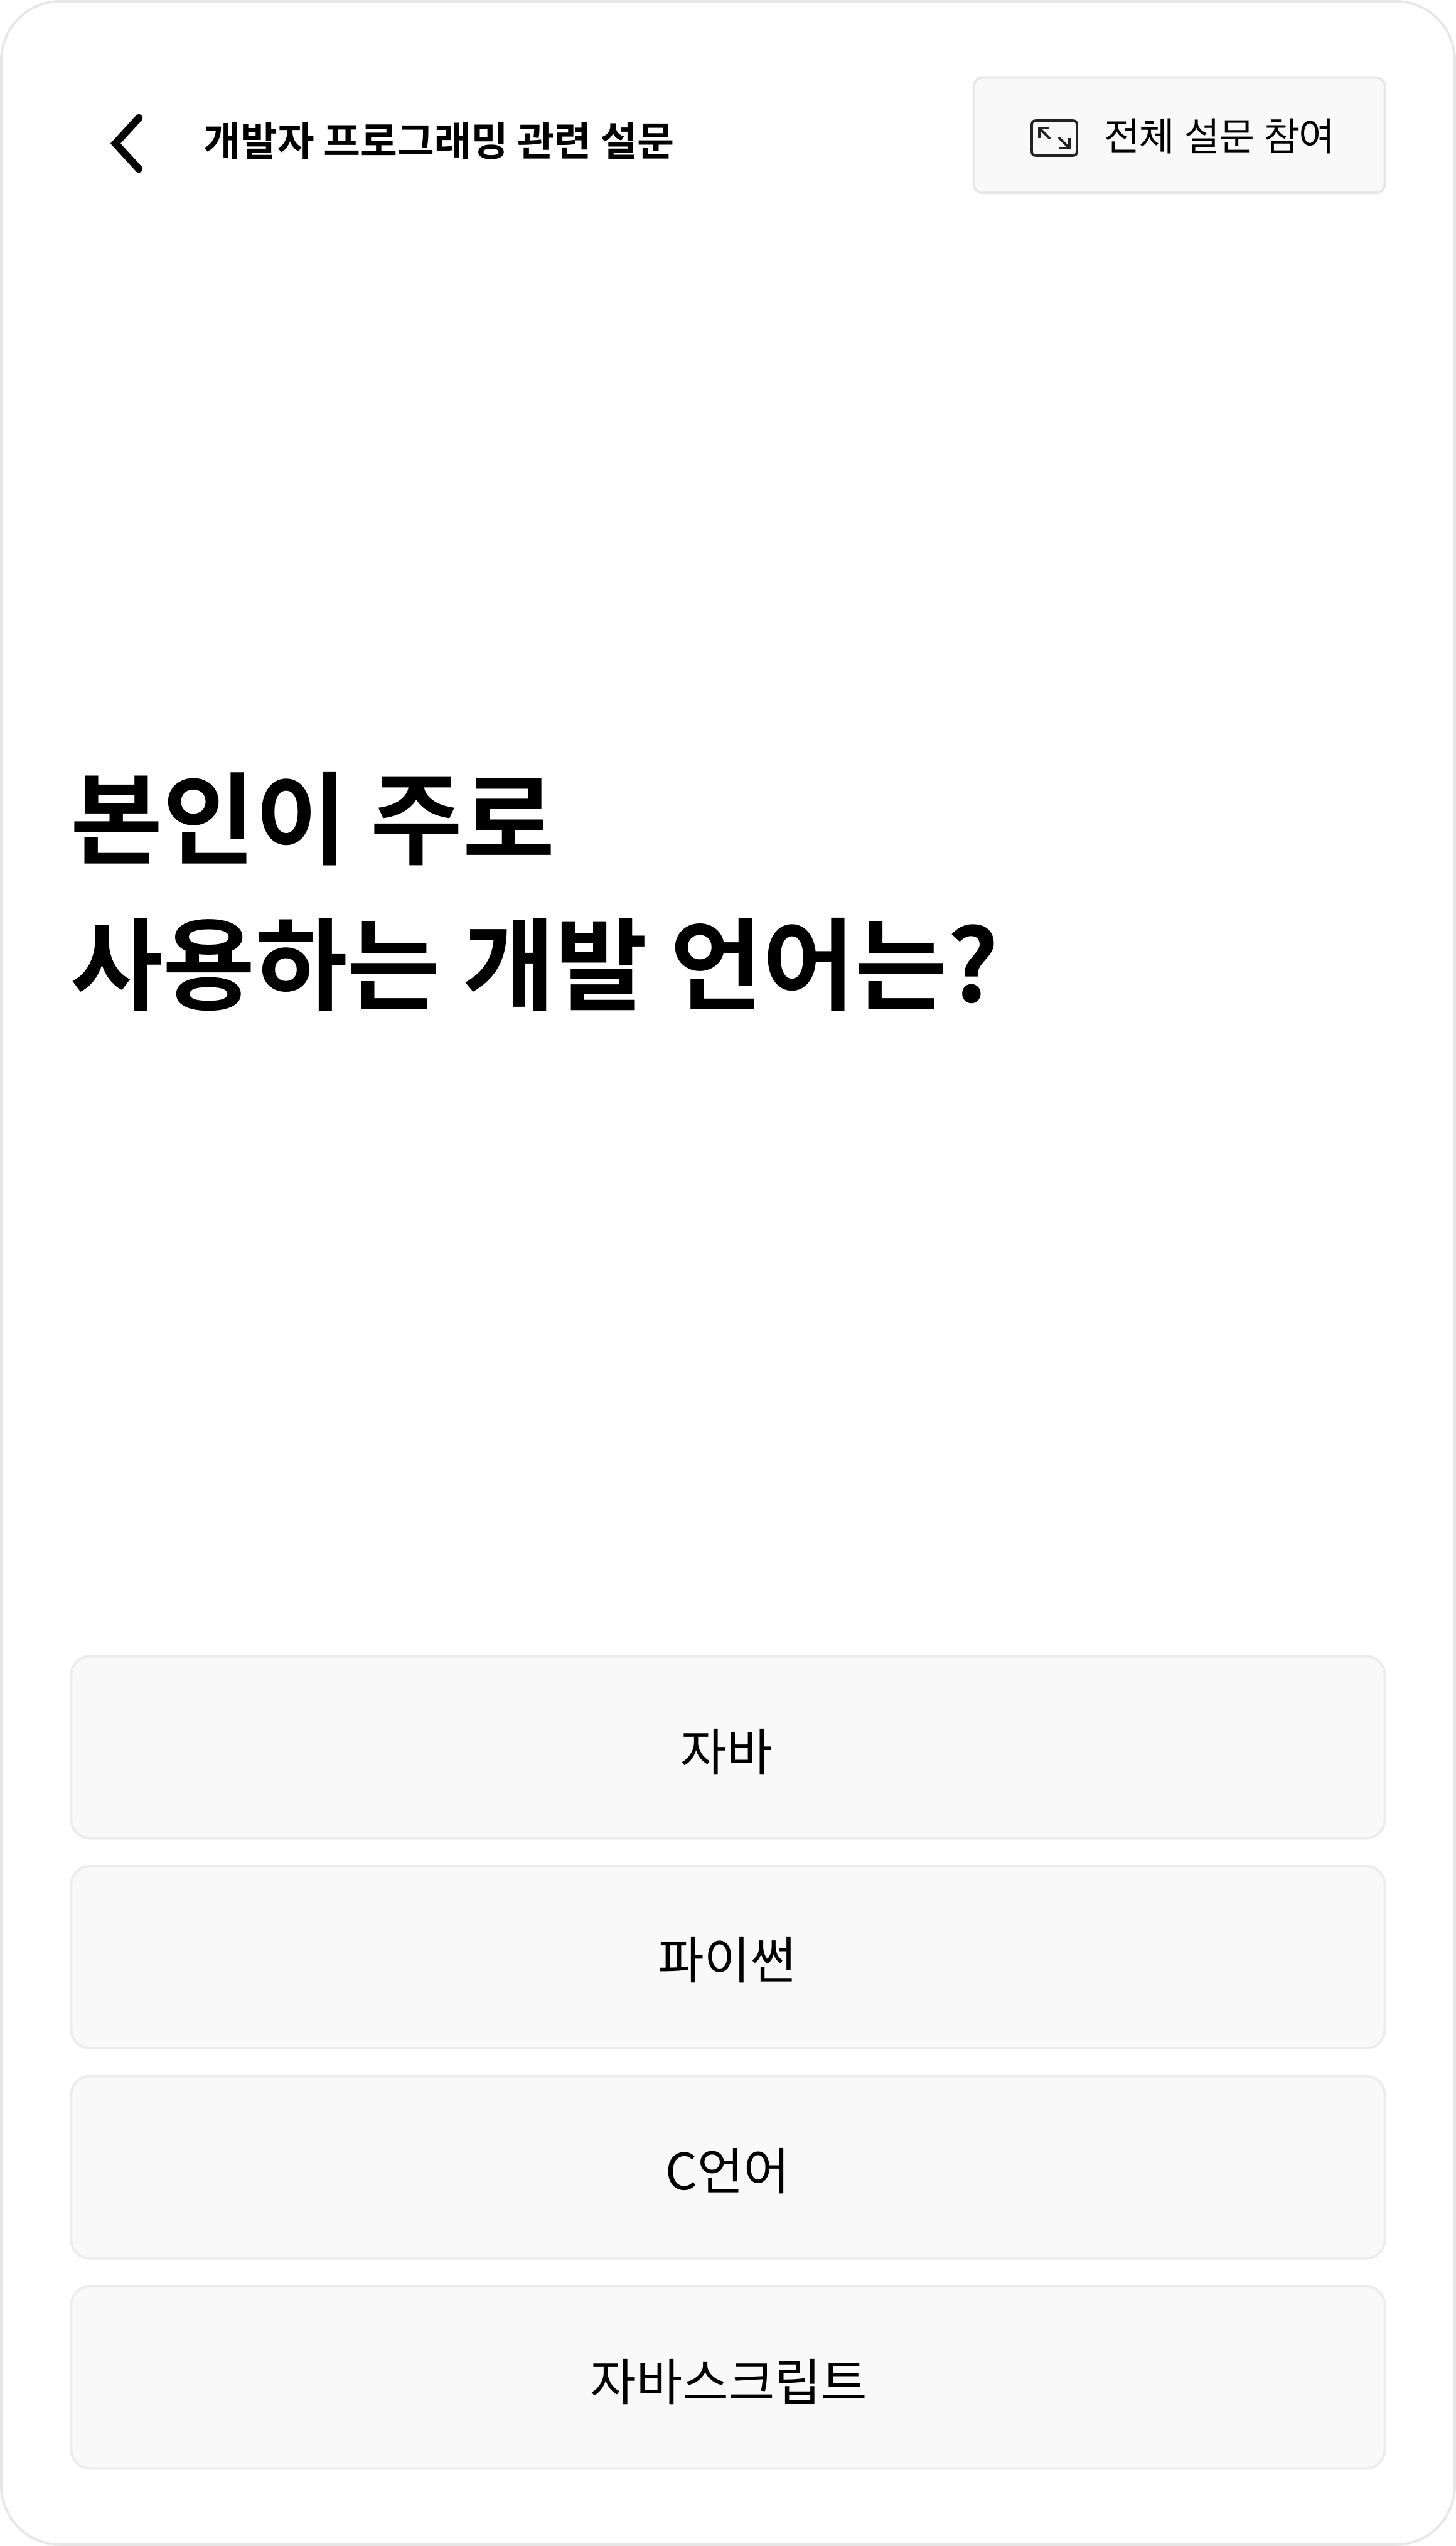 개발자 프로그래밍 관련 설문
전체 설문 참여
본인이 주로
사용하는 개발 언어는?
자바
파이썬
C언어
자바스크립트